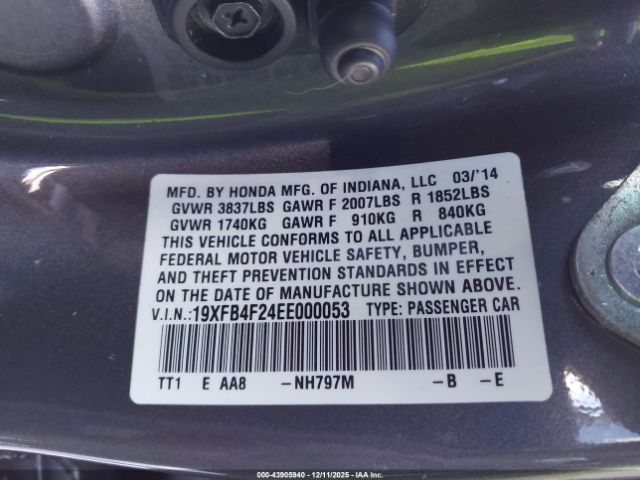 MFD. BY HONDA MFG. OF INDIANA, LLC 03/'14
GVWR 3837LBS GAWR F 2007LBS R 1852LBS
GVWR 1740KG GAWR F 910KG R 840KG
THIS VEHICLE CONFORMS TO ALL APPLICABLE
FEDERAL MOTOR VEHICLE SAFETY, BUMPER,
AND THEFT PREVENTION STANDARDS IN EFFECT
ON THE DATE OF MANUFACTURE SHOWN ABOVE.
V.I.N.:19XFB4F24EE000053 TYPE: PASSENGER CAR
TT1 E AA8 -NH797M -B -E
000-43905940 - 12/11/2025 - IAA Inc. - Copyright